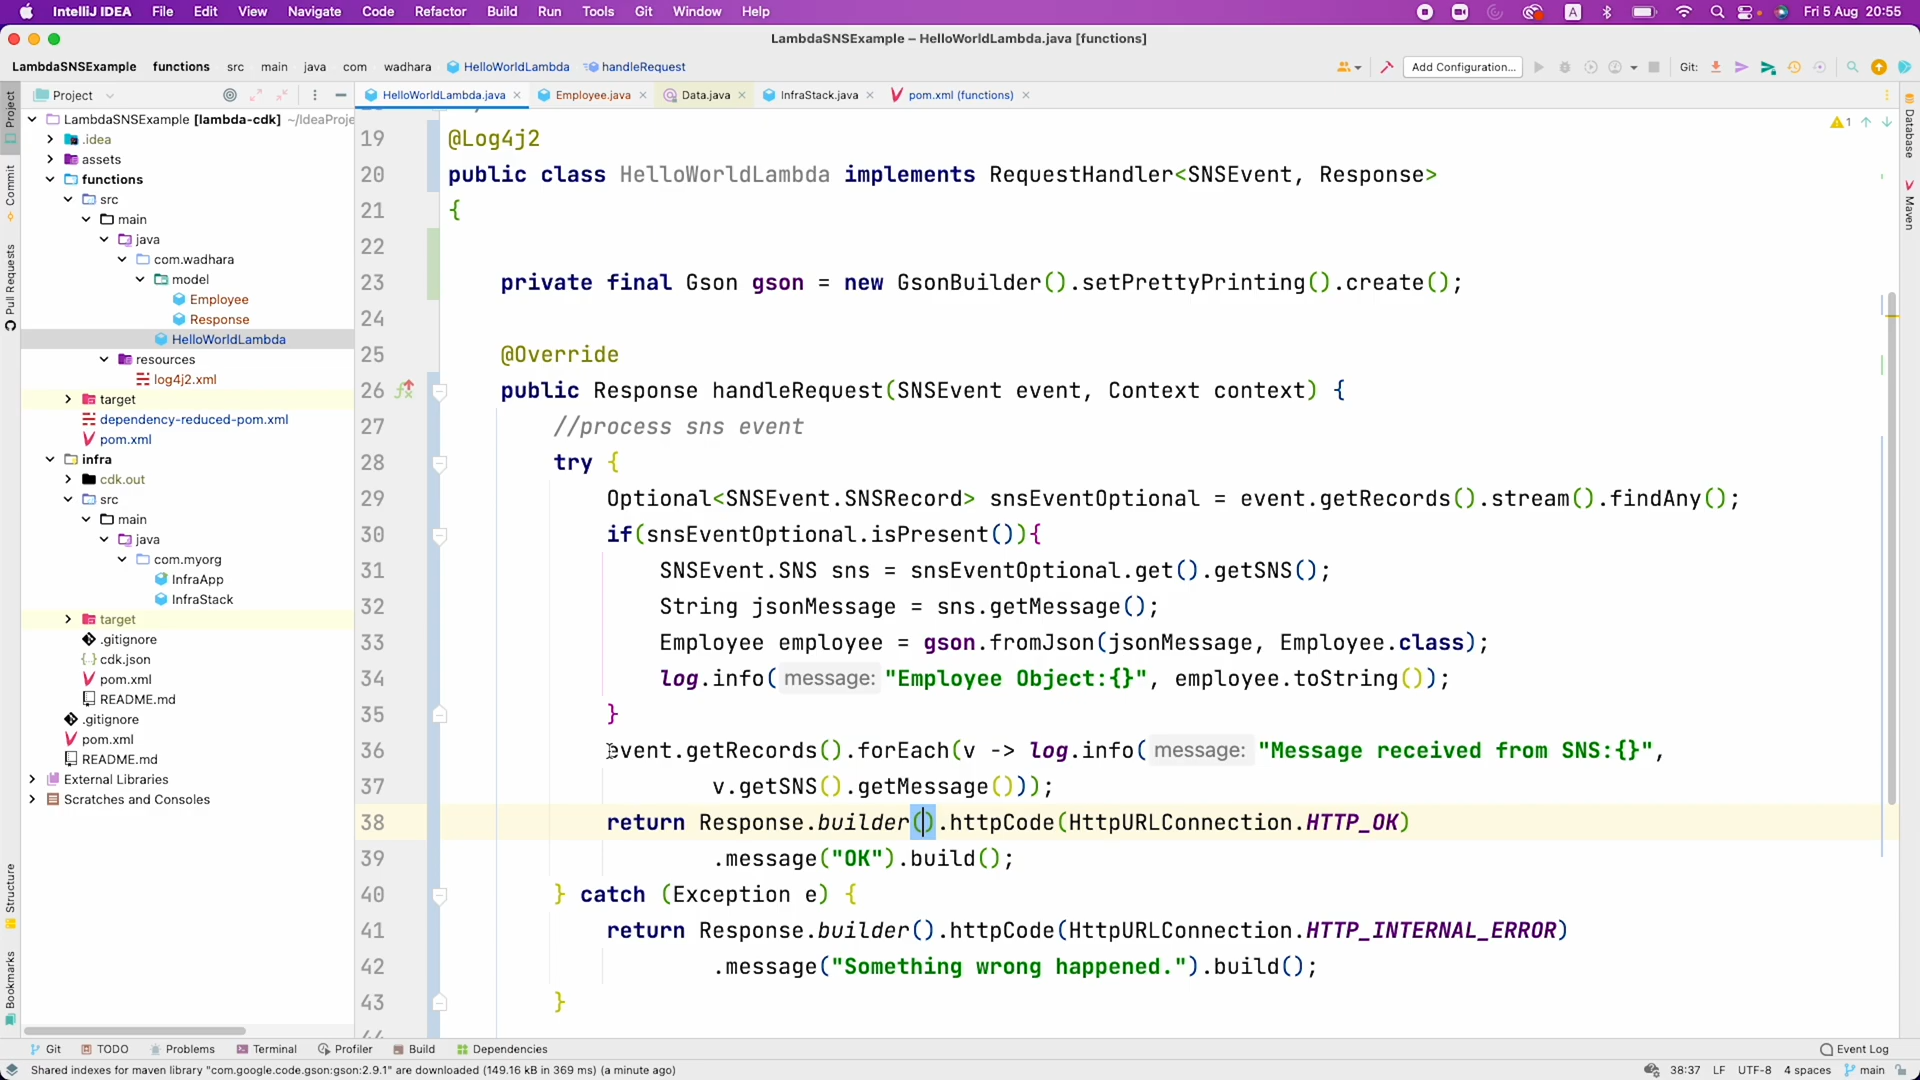 IntelliJ IDEA File Edit View Navigate Code Refactor Build Run Tools Git Window Help A Fri 5 Aug 20:55
LambdaSNSExample – HelloWorldLambda.java [functions]
LambdaSNSExample functions src main java com wadhara HelloWorldLambda handleRequest Add Configuration... Git:
Project HelloWorldLambda.java Employee.java Data.java InfraStack.java pom.xml (functions)
LambdaSNSExample [lambda-cdk] ~/IdeaProje
.idea
assets
functions
src
main
java
com.wadhara
model
Employee
Response
HelloWorldLambda
resources
log4j2.xml
target
dependency-reduced-pom.xml
pom.xml
infra
cdk.out
src
main
java
com.myorg
InfraApp
InfraStack
target
.gitignore
cdk.json
pom.xml
README.md
.gitignore
pom.xml
README.md
External Libraries
Scratches and Consoles
Project
Commit
Pull Requests
Structure
Bookmarks
19 @Log4j2
20 public class HelloWorldLambda implements RequestHandler<SNSEvent, Response>
21 {
22
23 private final Gson gson = new GsonBuilder().setPrettyPrinting().create();
24
25 @Override
26 public Response handleRequest(SNSEvent event, Context context) {
27 //process sns event
28 try {
29 Optional<SNSEvent.SNSRecord> snsEventOptional = event.getRecords().stream().findAny();
30 if(snsEventOptional.isPresent()){
31 SNSEvent.SNS sns = snsEventOptional.get().getSNS();
32 String jsonMessage = sns.getMessage();
33 Employee employee = gson.fromJson(jsonMessage, Employee.class);
34 log.info( message: "Employee Object:{}", employee.toString());
35 }
36 event.getRecords().forEach(v -> log.info( message: "Message received from SNS:{}",
37 v.getSNS().getMessage()));
38 return Response.builder().httpCode(HttpURLConnection.HTTP_OK)
39 .message("OK").build();
40 } catch (Exception e) {
41 return Response.builder().httpCode(HttpURLConnection.HTTP_INTERNAL_ERROR)
42 .message("Something wrong happened.").build();
43 }
1
Database
Maven
Git TODO Problems Terminal Profiler Build Dependencies Event Log
Shared indexes for maven library "com.google.code.gson:gson:2.9.1" are downloaded (149.16 kB in 369 ms) (a minute ago) 38:37 LF UTF-8 4 spaces main